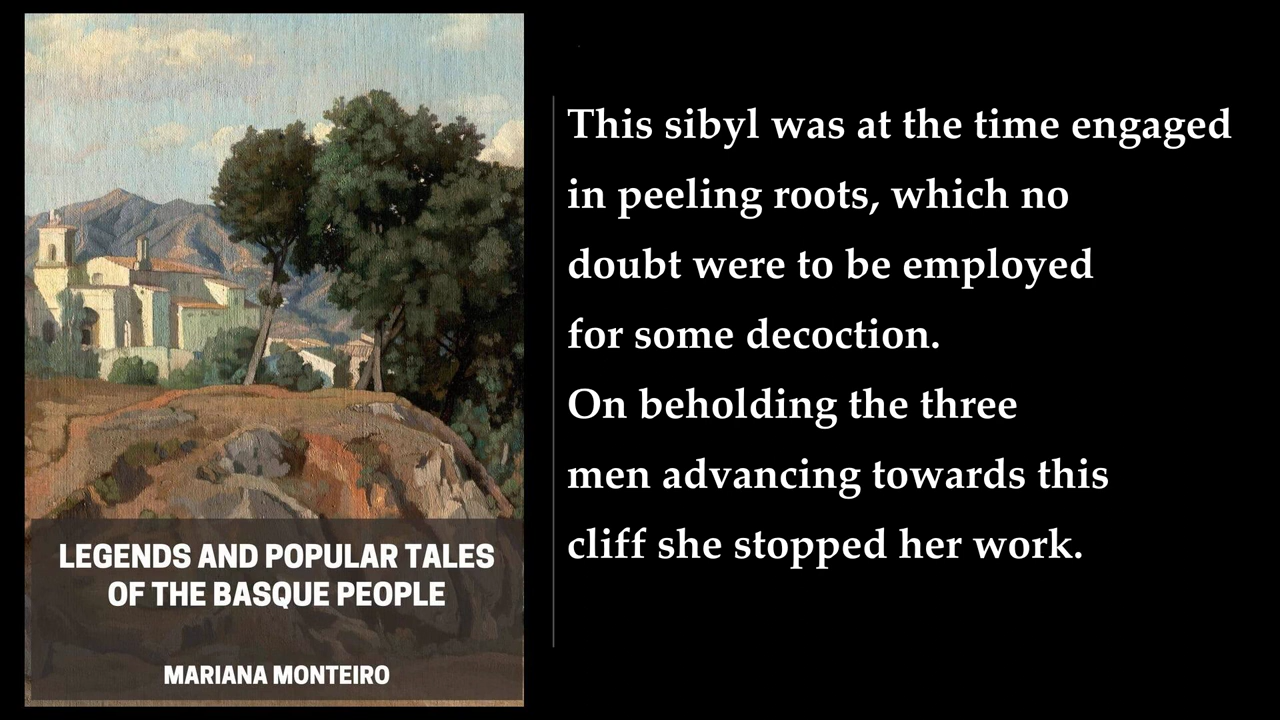 LEGENDS AND POPULAR TALES
OF THE BASQUE PEOPLE
MARIANA MONTEIRO
This sibyl was at the time engaged
in peeling roots, which no
doubt were to be employed
for some decoction.
On beholding the three
men advancing towards this
cliff she stopped her work.